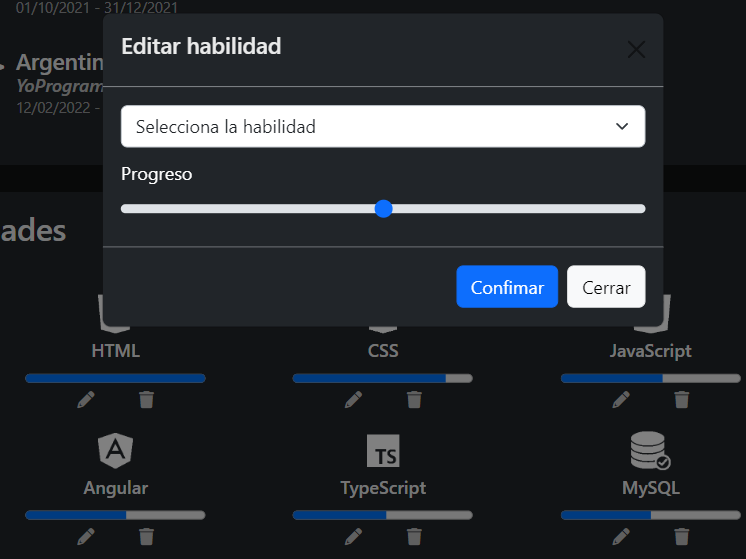 01/10/2021 - 31/12/2021
Editar habilidad
Argentin
YoProgram
12/02/2022 -
Selecciona la habilidad
Progreso
ades
Confimar
Cerrar
HTML
CSS
JavaScript
A
TS
Angular
TypeScript
MySQL